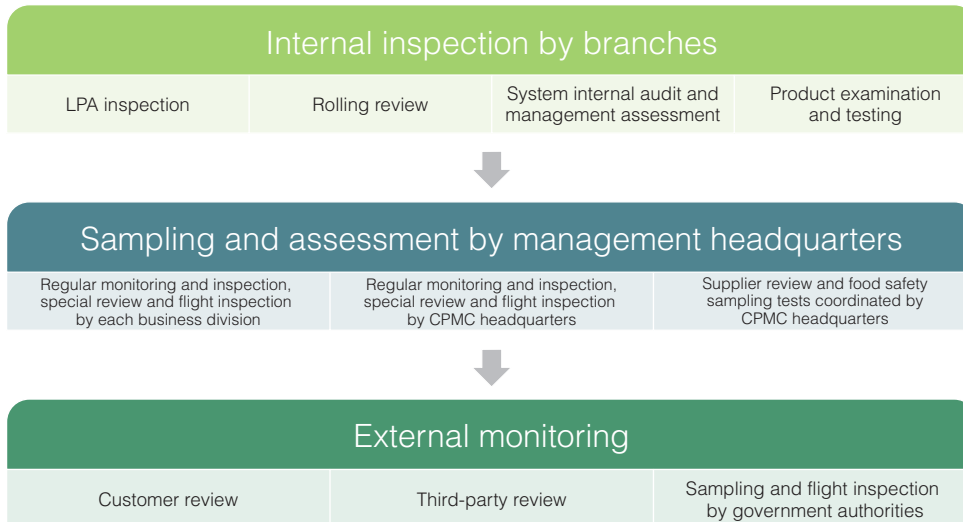 Internal inspection by branches
LPA inspection
Rolling review
System internal audit and
management assessment
Product examination
and testing
Sampling and assessment by management headquarters
Regular monitoring and inspection,
special review and flight inspection
by each business division
Regular monitoring and inspection,
special review and flight inspection
by CPMC headquarters
Supplier review and food safety
sampling tests coordinated by
CPMC headquarters
External monitoring
Customer review
Third-party review
Sampling and flight inspection
by government authorities